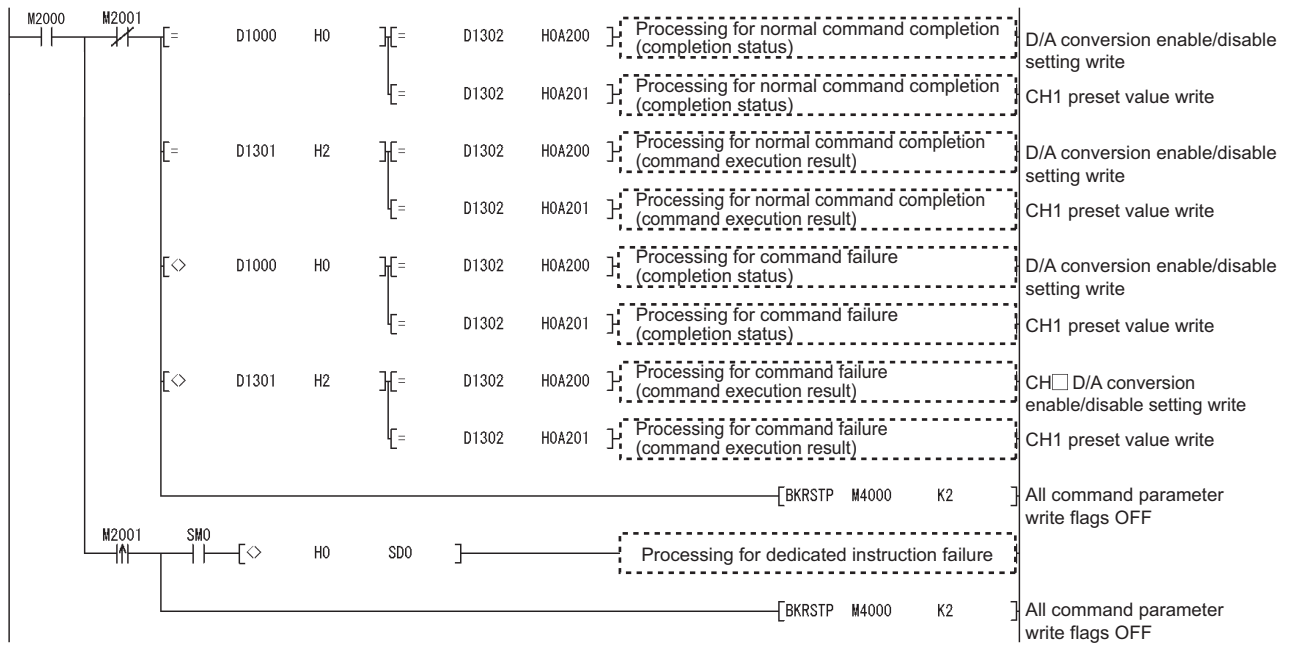 M2000 M2001
[= D1000 H0 ][= D1302 H0A200 ] Processing for normal command completion
(completion status)
D/A conversion enable/disable
setting write
[= D1302 H0A201 ] Processing for normal command completion
(completion status)
CH1 preset value write
[= D1301 H2 ][= D1302 H0A200 ] Processing for normal command completion
(command execution result)
D/A conversion enable/disable
setting write
[= D1302 H0A201 ] Processing for normal command completion
(command execution result)
CH1 preset value write
[<> D1000 H0 ][= D1302 H0A200 ] Processing for command failure
(completion status)
D/A conversion enable/disable
setting write
[= D1302 H0A201 ] Processing for command failure
(completion status)
CH1 preset value write
[<> D1301 H2 ][= D1302 H0A200 ] Processing for command failure
(command execution result)
CH□ D/A conversion
enable/disable setting write
[= D1302 H0A201 ] Processing for command failure
(command execution result)
CH1 preset value write
[BKRSTP M4000 K2 ]
All command parameter
write flags OFF
M2001 SM0
[<> H0 SD0 ] Processing for dedicated instruction failure
[BKRSTP M4000 K2 ]
All command parameter
write flags OFF